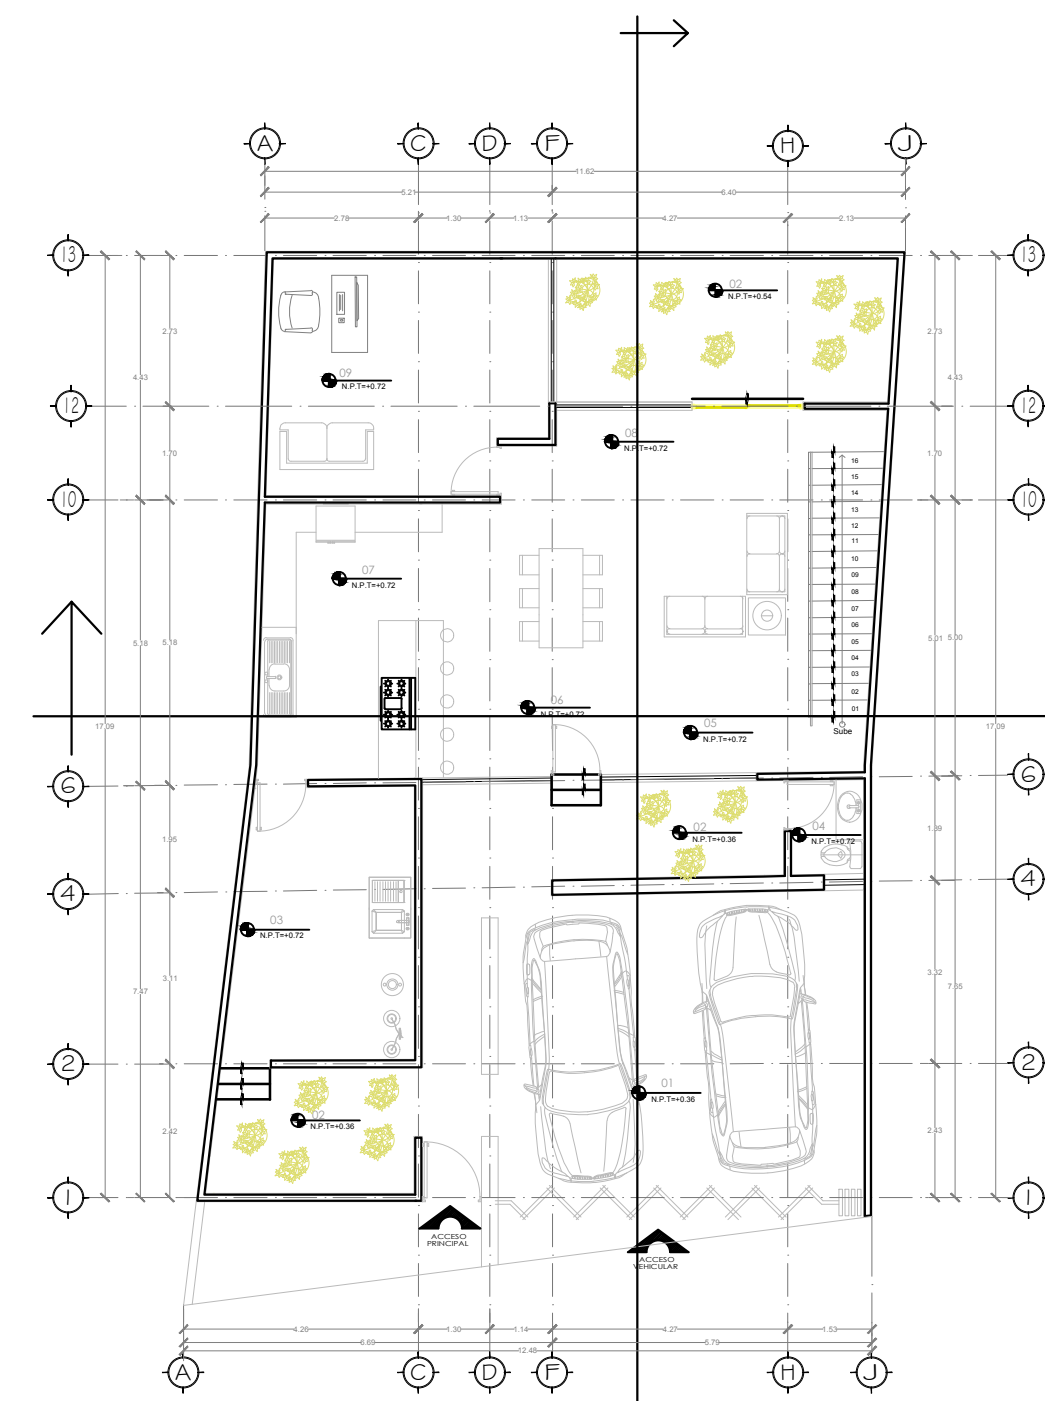 A C D F H J
11.62
5.21 6.40
2.78 1.30 1.13 4.27 2.13
13 13
02
N.P.T=+0.54
2.73 2.73
09
N.P.T=+0.72
4.43 4.43
12 12
08
N.P.T=+0.72
1.70 1.70
16
15
14
10 10
13
12
11
10
09
08
07
06
05
04
03
02
01
Sube
07
N.P.T=+0.72
5.18 5.18 5.01 5.00
06
N.P.T=+0.72
05
N.P.T=+0.72
17.09 17.09
6 6
02
N.P.T=+0.36
04
N.P.T=+0.72
1.95 1.89
4 4
03
N.P.T=+0.72
7.47 3.11 3.32 7.65
2 2
01
N.P.T=+0.36
02
N.P.T=+0.36
2.42 2.43
1 1
ACCESO
PRINCIPAL
ACCESO
VEHICULAR
4.26 1.30 1.14 4.27 1.53
6.69 5.79
12.48
A C D F H J